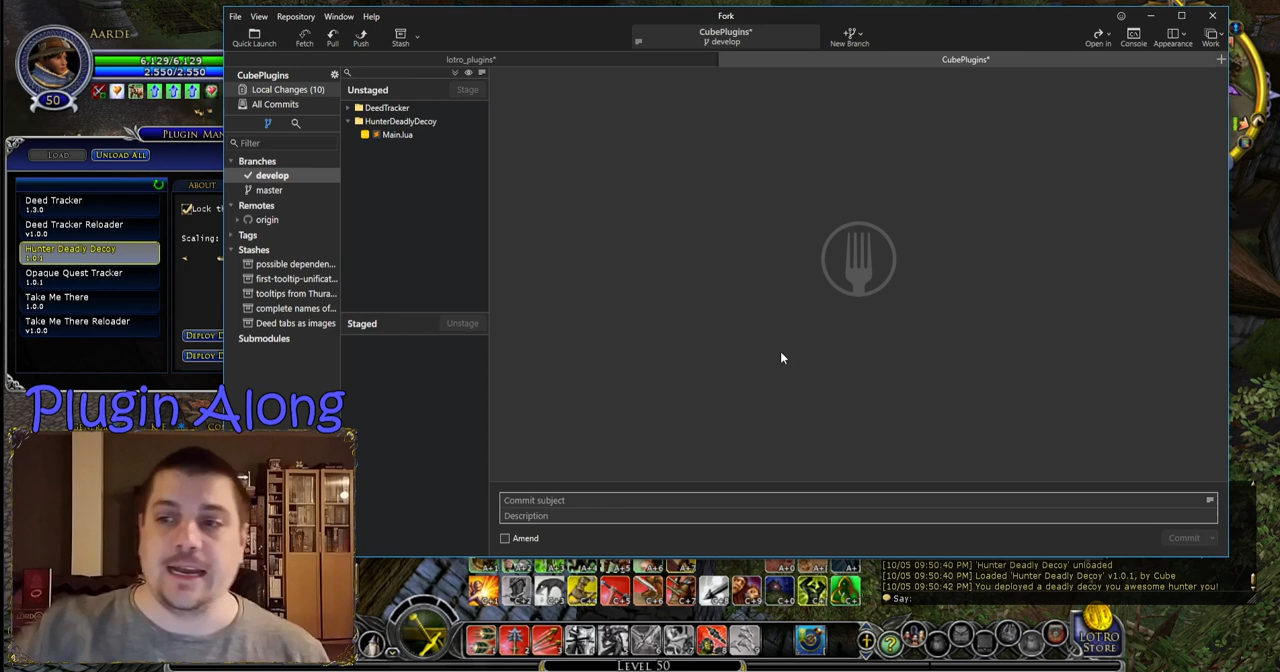 AARDE
6.129/6.129
2.550/2.550
50
PLUGIN MAN
LOAD
UNLOAD ALL
ABOUT
Deed Tracker
1.3.0
Deed Tracker Reloader
v1.0.0
Hunter Deadly Decoy
1.0.1
Opaque Quest Tracker
1.0.1
Take Me There
1.0.0
Take Me There Reloader
v1.0.0
Lock th
Scaling:
DEPLOY D
DEPLOY D
File View Repository Window Help
Fork
Quick Launch
Fetch
Pull
Push
Stash
CubePlugins*
develop
New Branch
Open in
Console
Appearance
Work
lotro_plugins*
CubePlugins*
CubePlugins
Local Changes (10)
All Commits
Filter
Branches
develop
master
Remotes
origin
Tags
Stashes
possible dependen...
first-tooltip-unificat...
tooltips from Thura...
complete names of...
Deed tabs as images
Submodules
Unstaged
Stage
DeedTracker
HunterDeadlyDecoy
Main.lua
Staged
Unstage
Commit subject
Description
Amend
Commit
Plugin Along
[10/05 09:50:40 PM] 'Hunter Deadly Decoy' unloaded
[10/05 09:50:40 PM] Loaded 'Hunter Deadly Decoy' v1.0.1, by Cube
[10/05 09:50:42 PM] You deployed a deadly decoy you awesome hunter you!
Say:
LOTRO
STORE
LEVEL 50